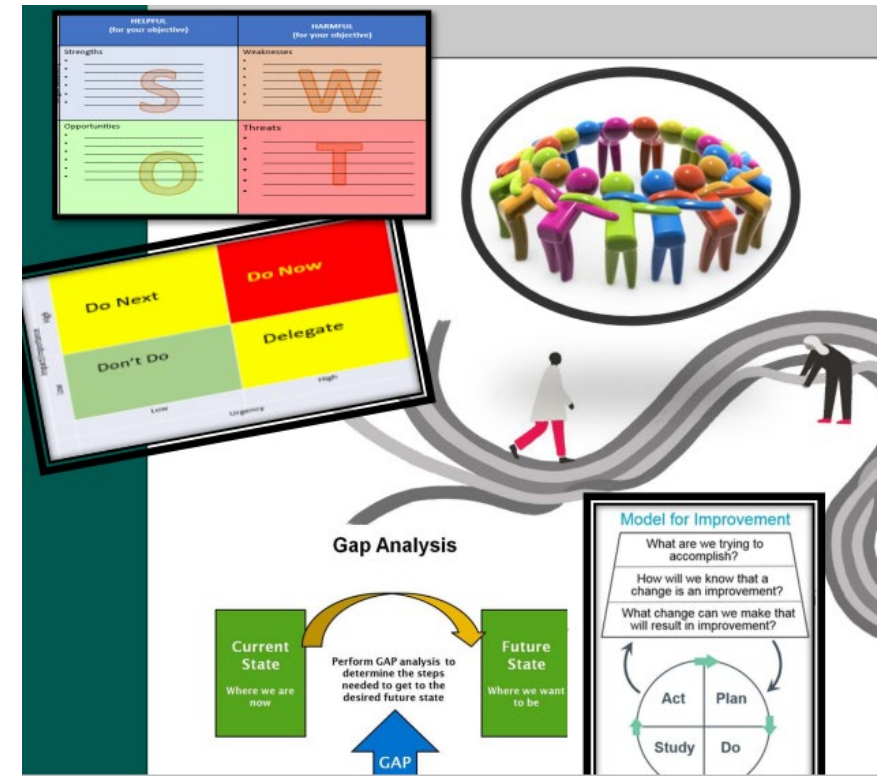 HELPFUL
(for your objective)
HARMFUL
(for your objective)
Strengths
S
Weaknesses
W
Opportunities
O
Threats
T
Do Next
Do Now
Don't Do
Delegate
High
Low
Low
High
Urgency
Gap Analysis
Current
State
Where we are
now
Perform GAP analysis to
determine the steps
needed to get to the
desired future state
Future
State
Where we want
to be
GAP
Model for Improvement
What are we trying to
accomplish?
How will we know that a
change is an improvement?
What change can we make that
will result in improvement?
Act
Plan
Study
Do